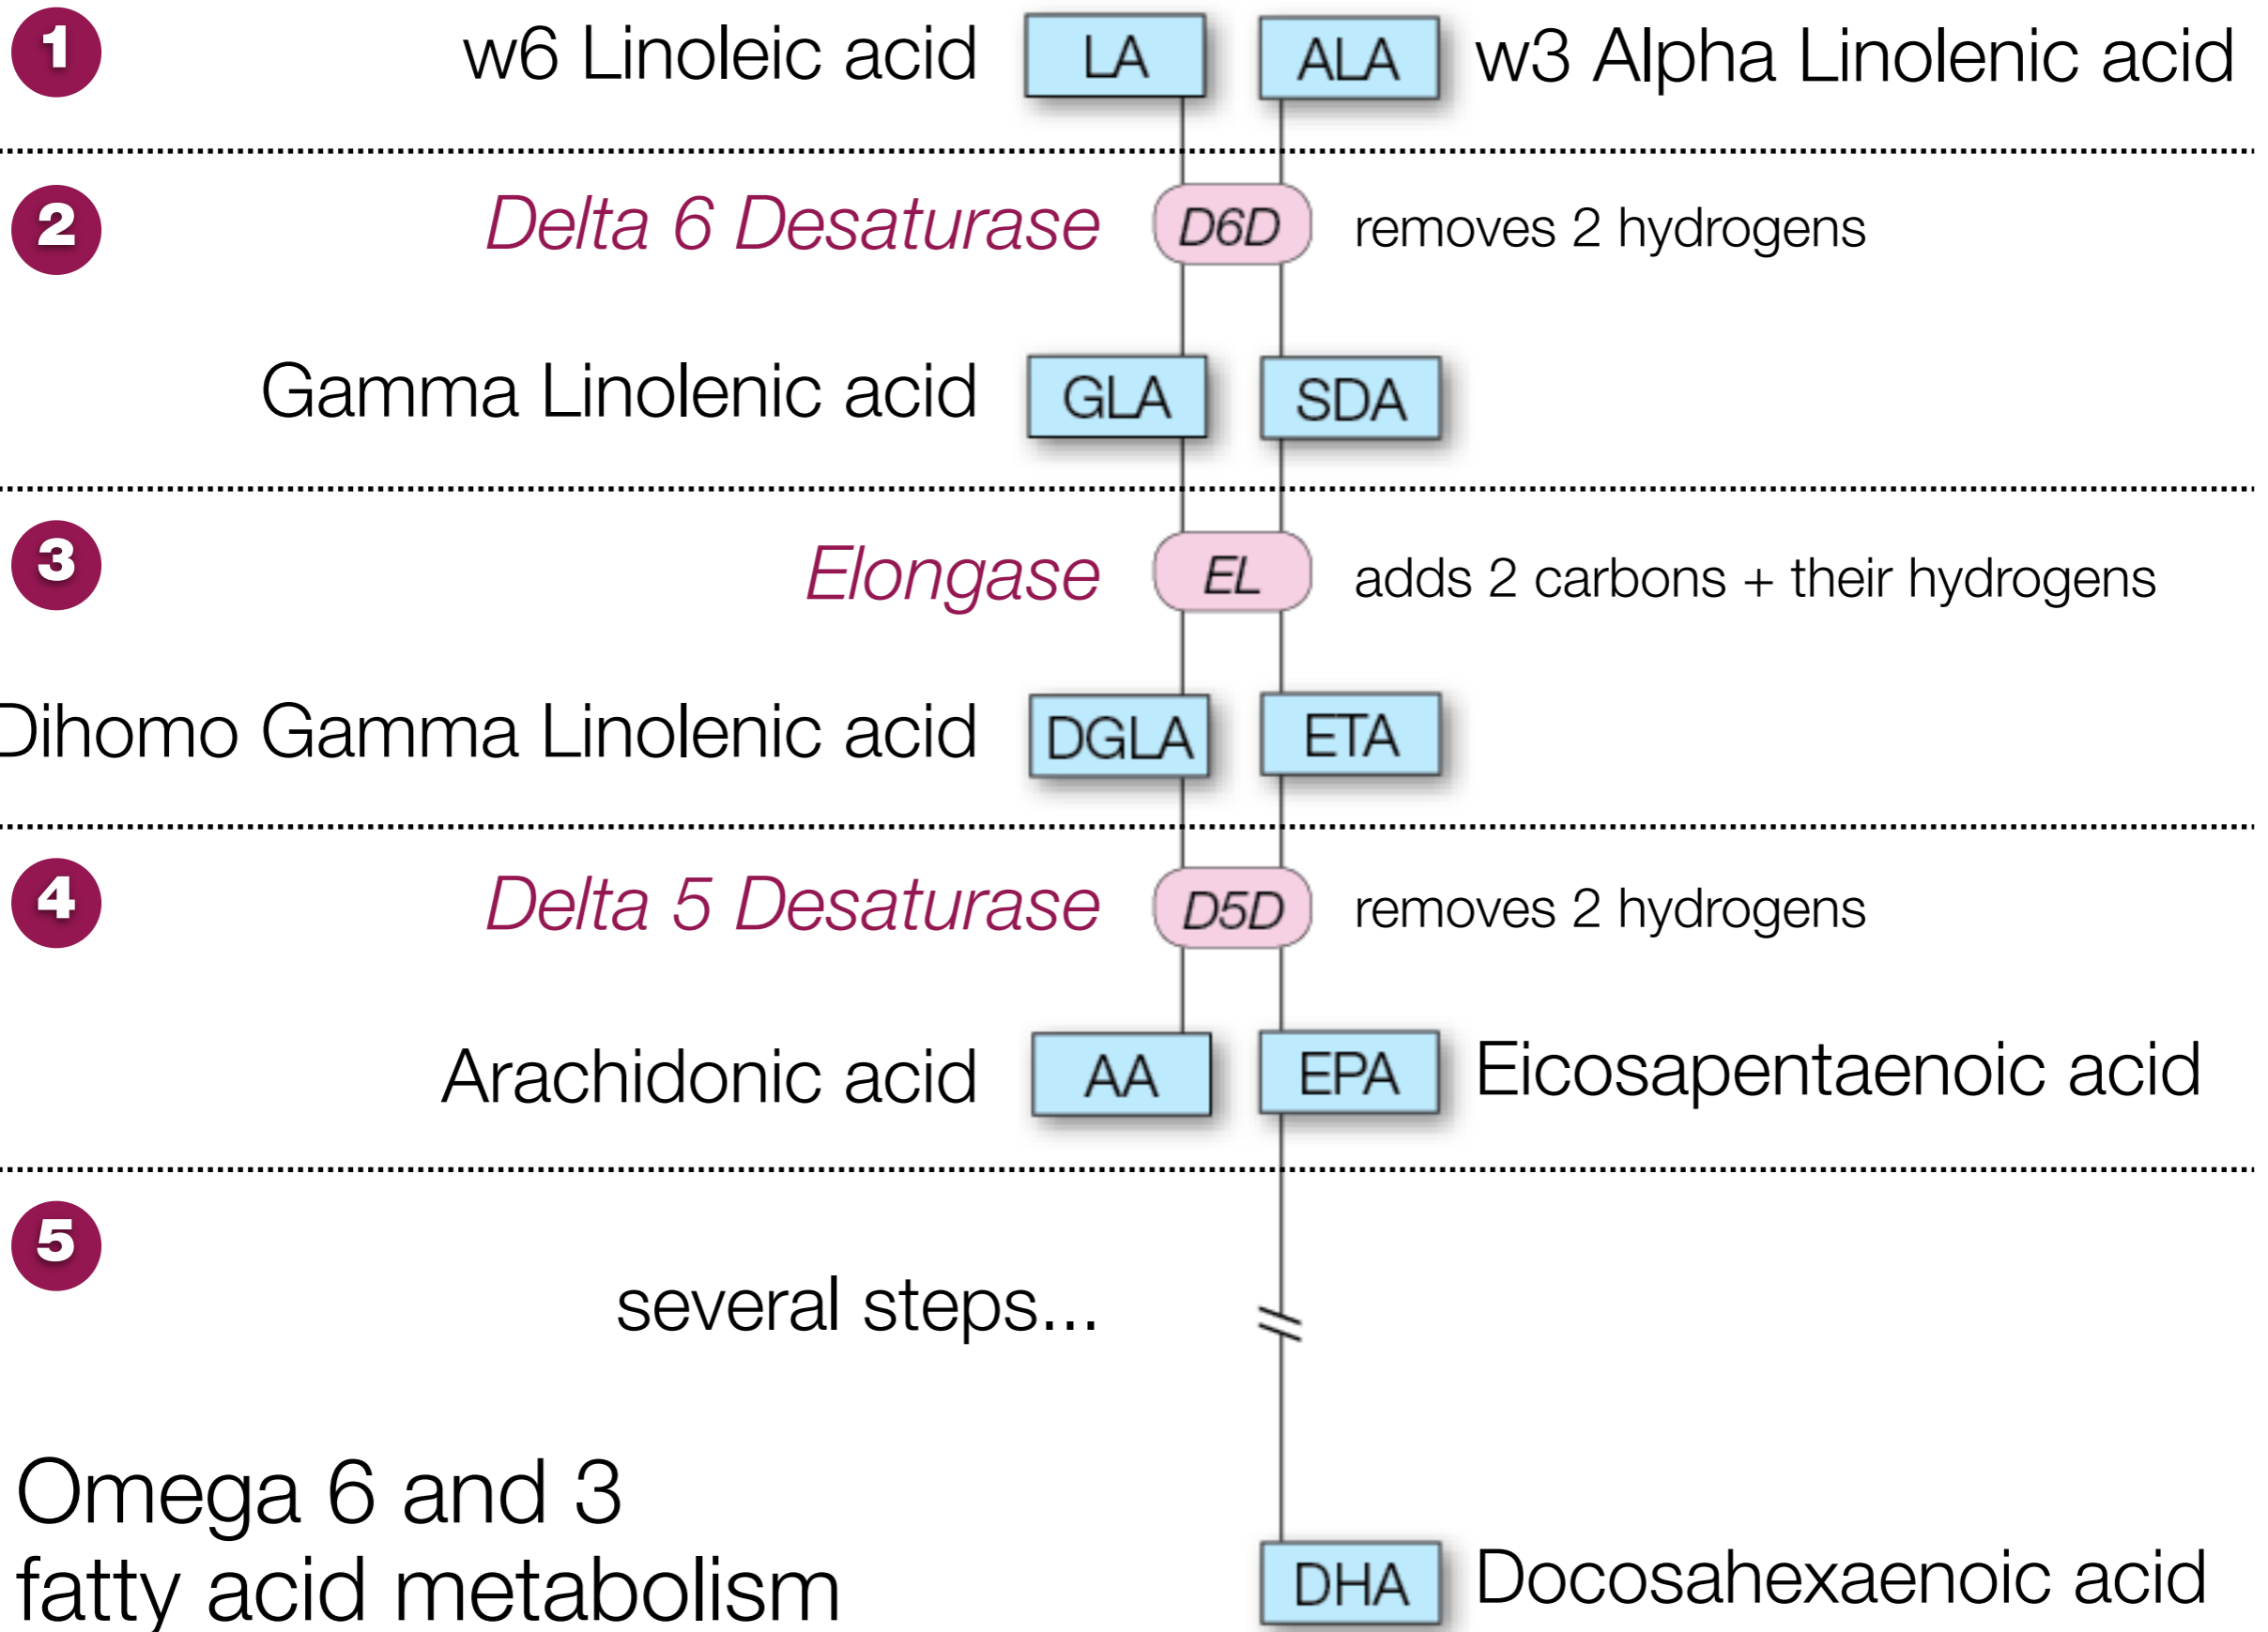 1
w6 Linoleic acid LA ALA w3 Alpha Linolenic acid
2
Delta 6 Desaturase D6D removes 2 hydrogens
Gamma Linolenic acid GLA SDA
3
Elongase EL adds 2 carbons + their hydrogens
Dihomo Gamma Linolenic acid DGLA ETA
4
Delta 5 Desaturase D5D removes 2 hydrogens
Arachidonic acid AA EPA Eicosapentaenoic acid
5
several steps...
Omega 6 and 3
fatty acid metabolism
DHA Docosahexaenoic acid